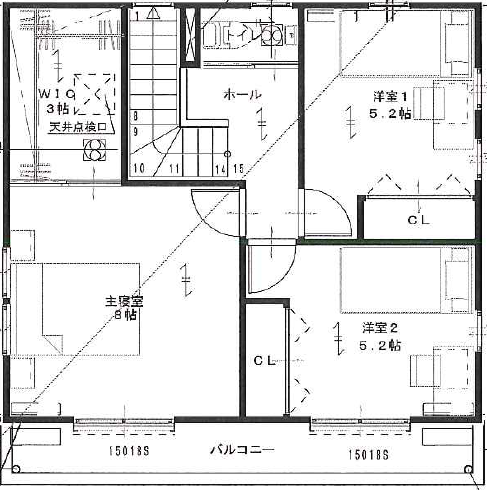 1
トイレ
ホール
WIC
3帖
天井点検口
8
9
10
11
14
15
洋室1
5.2帖
CL
主寝室
8帖
洋室2
5.2帖
CL
15018S
バルコニー
15018S